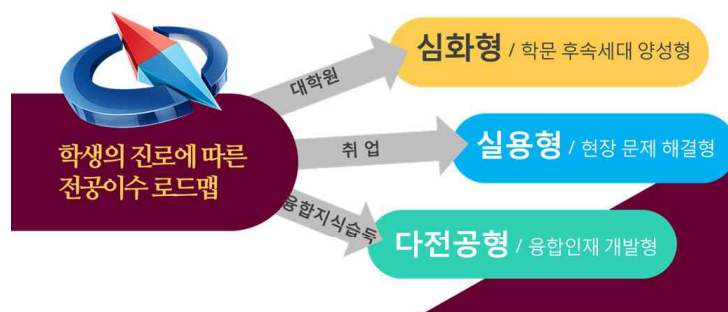 학생의 진로에 따른
전공이수 로드맵
대학원
심화형 / 학문 후속세대 양성형
취 업
실용형 / 현장 문제 해결형
융합지식습득
다전공형 / 융합인재 개발형